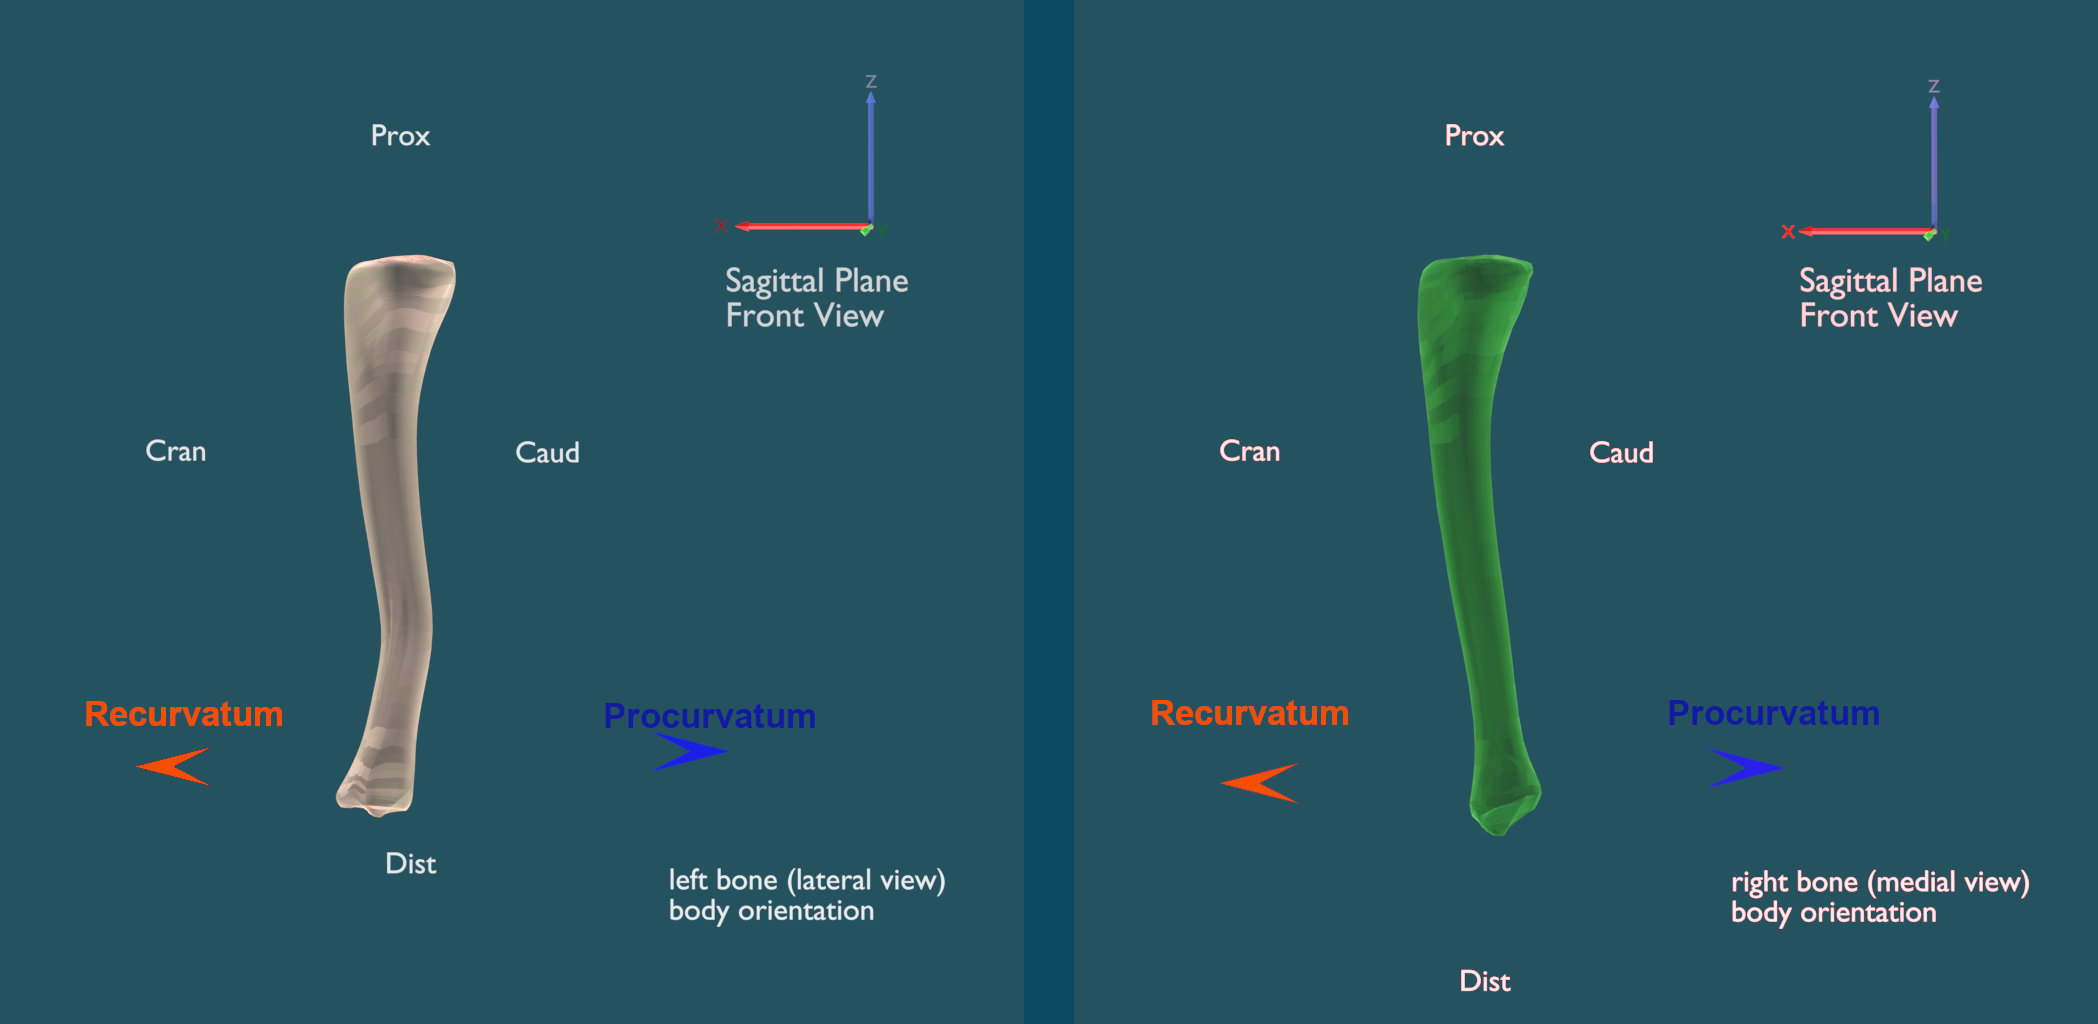 Z
Prox
X
Y
Sagittal Plane
Front View
Cran
Caud
Recurvatum
Procurvatum
Dist
left bone (lateral view)
body orientation
Z
Prox
X
Y
Sagittal Plane
Front View
Cran
Caud
Recurvatum
Procurvatum
right bone (medial view)
body orientation
Dist